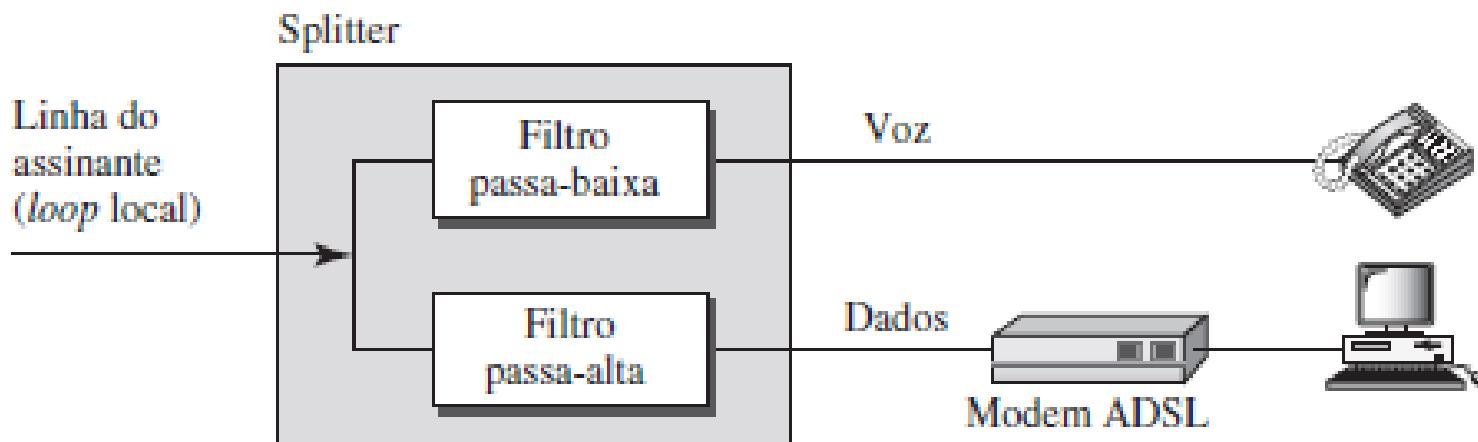 Splitter
Linha do
assinante
(loop local)
Filtro
passa-baixa
Voz
Filtro
passa-alta
Dados
Modem ADSL